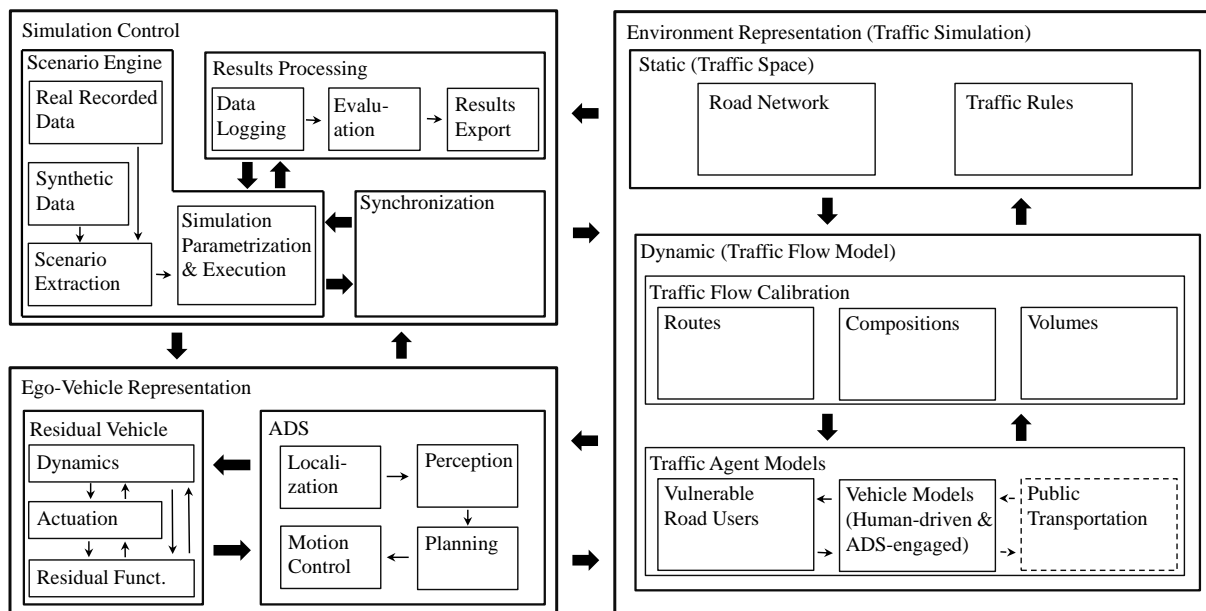 Simulation Control
Scenario Engine
Real Recorded
Data
Synthetic
Data
Scenario
Extraction
Simulation
Parametrization
& Execution
Results Processing
Data
Logging
Evalu-
ation
Results
Export
Synchronization
Ego-Vehicle Representation
Residual Vehicle
Dynamics
Actuation
Residual Funct.
ADS
Locali-
zation
Perception
Motion
Control
Planning
Environment Representation (Traffic Simulation)
Static (Traffic Space)
Road Network
Traffic Rules
Dynamic (Traffic Flow Model)
Traffic Flow Calibration
Routes
Compositions
Volumes
Traffic Agent Models
Vulnerable
Road Users
Vehicle Models
(Human-driven &
ADS-engaged)
Public
Transportation